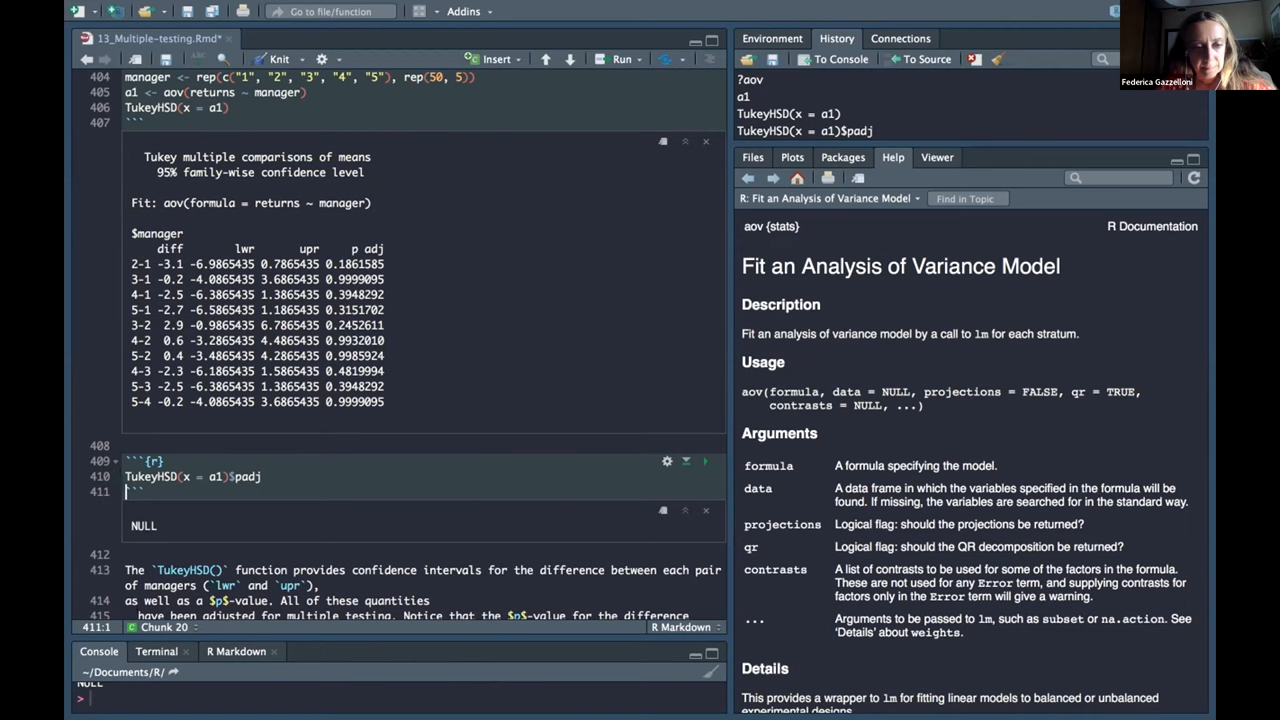 Go to file/function
Addins
13_Multiple-testing.Rmd*
Knit
Insert
Run
404 manager <- rep(c("1", "2", "3", "4", "5"), rep(50, 5))
405 a1 <- aov(returns ~ manager)
406 TukeyHSD(x = a1)
407 ```
Tukey multiple comparisons of means
95% family-wise confidence level
Fit: aov(formula = returns ~ manager)
$manager
diff lwr upr p adj
2-1 -3.1 -6.9865435 0.7865435 0.1861585
3-1 -0.2 -4.0865435 3.6865435 0.9999095
4-1 -2.5 -6.3865435 1.3865435 0.3948292
5-1 -2.7 -6.5865435 1.1865435 0.3151702
3-2 2.9 -0.9865435 6.7865435 0.2452611
4-2 0.6 -3.2865435 4.4865435 0.9932010
5-2 0.4 -3.4865435 4.2865435 0.9985924
4-3 -2.3 -6.1865435 1.5865435 0.4819994
5-3 -2.5 -6.3865435 1.3865435 0.3948292
5-4 -0.2 -4.0865435 3.6865435 0.9999095
408
409 ```{r}
410 TukeyHSD(x = a1)$padj
411 ```
NULL
412
413 The `TukeyHSD()` function provides confidence intervals for the difference between each pair
of managers (`lwr` and `upr`),
414 as well as a $p$-value. All of these quantities
415 have been adjusted for multiple testing. Notice that the $p$-value for the difference
411:1 Chunk 20 R Markdown
Console Terminal R Markdown
~/Documents/R/
NULL
>
Environment History Connections
To Console To Source
?aov
a1
TukeyHSD(x = a1)
TukeyHSD(x = a1)$padj
Files Plots Packages Help Viewer
R: Fit an Analysis of Variance Model Find in Topic
aov {stats} R Documentation
Fit an Analysis of Variance Model
Description
Fit an analysis of variance model by a call to lm for each stratum.
Usage
aov(formula, data = NULL, projections = FALSE, qr = TRUE,
contrasts = NULL, ...)
Arguments
formula A formula specifying the model.
data A data frame in which the variables specified in the formula will be
found. If missing, the variables are searched for in the standard way.
projections Logical flag: should the projections be returned?
qr Logical flag: should the QR decomposition be returned?
contrasts A list of contrasts to be used for some of the factors in the formula.
These are not used for any Error term, and supplying contrasts for
factors only in the Error term will give a warning.
... Arguments to be passed to lm, such as subset or na.action. See
‘Details’ about weights.
Details
This provides a wrapper to lm for fitting linear models to balanced or unbalanced
experimental designs.
Federica Gazzelloni